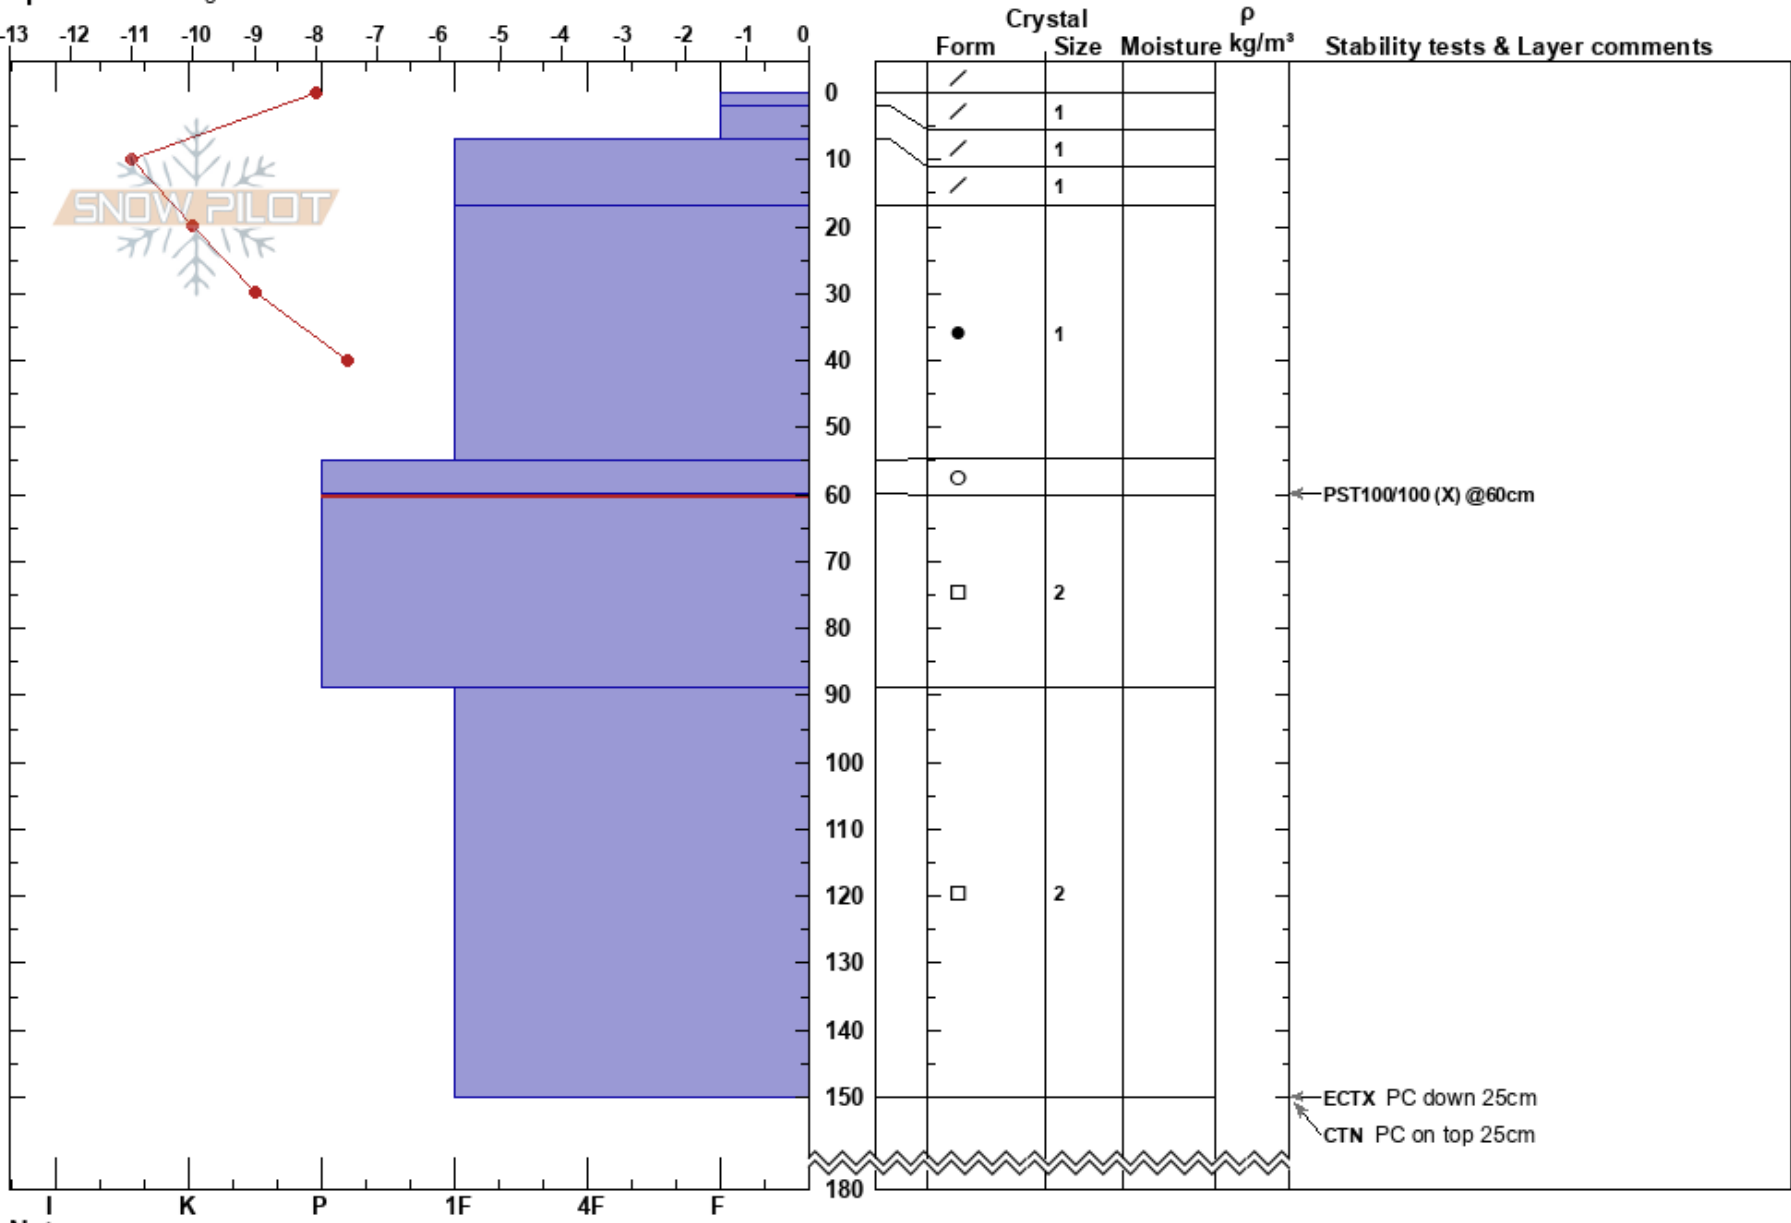 Crystal ρ
-13 -12 -11 -10 -9 -8 -7 -6 -5 -4 -3 -2 -1 0
Form Size Moisture kg/m³ Stability tests & Layer comments
0
1
1
10
1
SNOW PILOT
20
30
1
40
50
60 PST100/100 (X) @60cm
70
2
80
90
100
110
120 2
130
140
150 ECTX PC down 25cm
CTN PC on top 25cm
180
I K P 1F 4F F